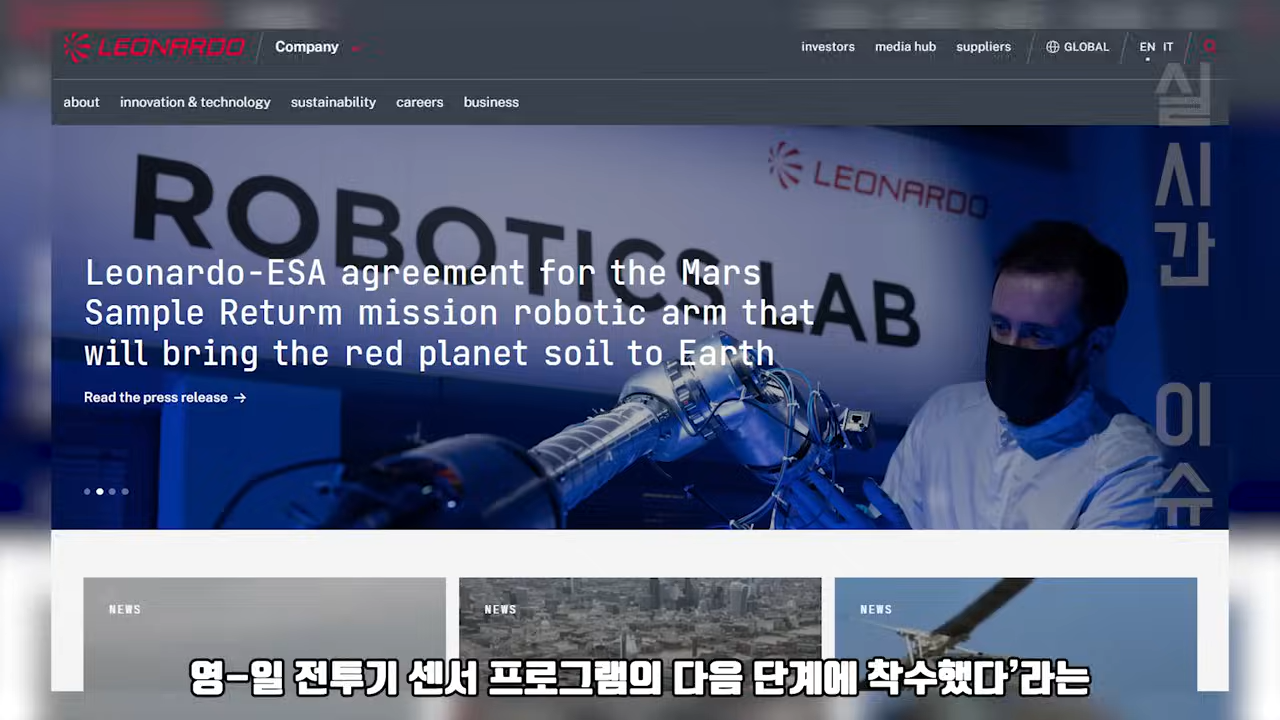 LEONARDO
Company
investors media hub suppliers GLOBAL EN IT
about innovation & technology sustainability careers business
ROBOTICS LAB
LEONARDO
Leonardo-ESA agreement for the Mars
Sample Returm mission robotic arm that
will bring the red planet soil to Earth
Read the press release →
NEWS
NEWS
NEWS
실시간 이슈
영-일 전투기 센서 프로그램의 다음 단계에 착수했다’라는